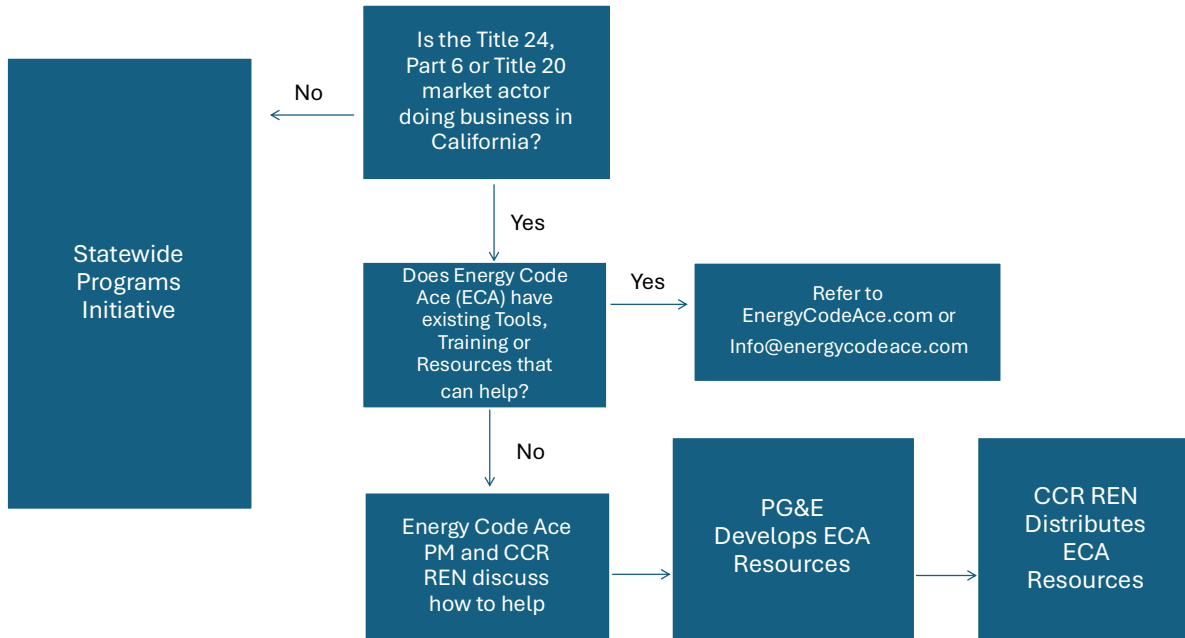 Is the Title 24,
Part 6 or Title 20
market actor
doing business in
California?
No
Statewide
Programs
Initiative
Yes
Does Energy Code
Ace (ECA) have
existing Tools,
Training or
Resources that
can help?
Yes
Refer to
EnergyCodeAce.com or
Info@energycodeace.com
No
Energy Code Ace
PM and CCR
REN discuss
how to help
PG&E
Develops ECA
Resources
CCR REN
Distributes
ECA
Resources